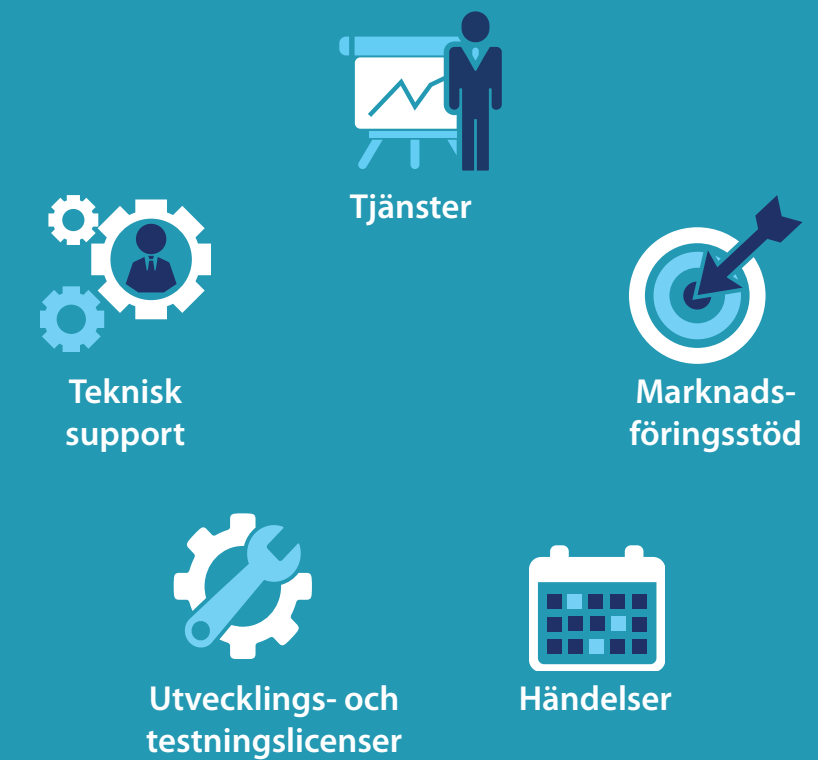 Tjänster
Teknisk
support
Marknads-
föringsstöd
Utvecklings- och
testningslicenser
Händelser